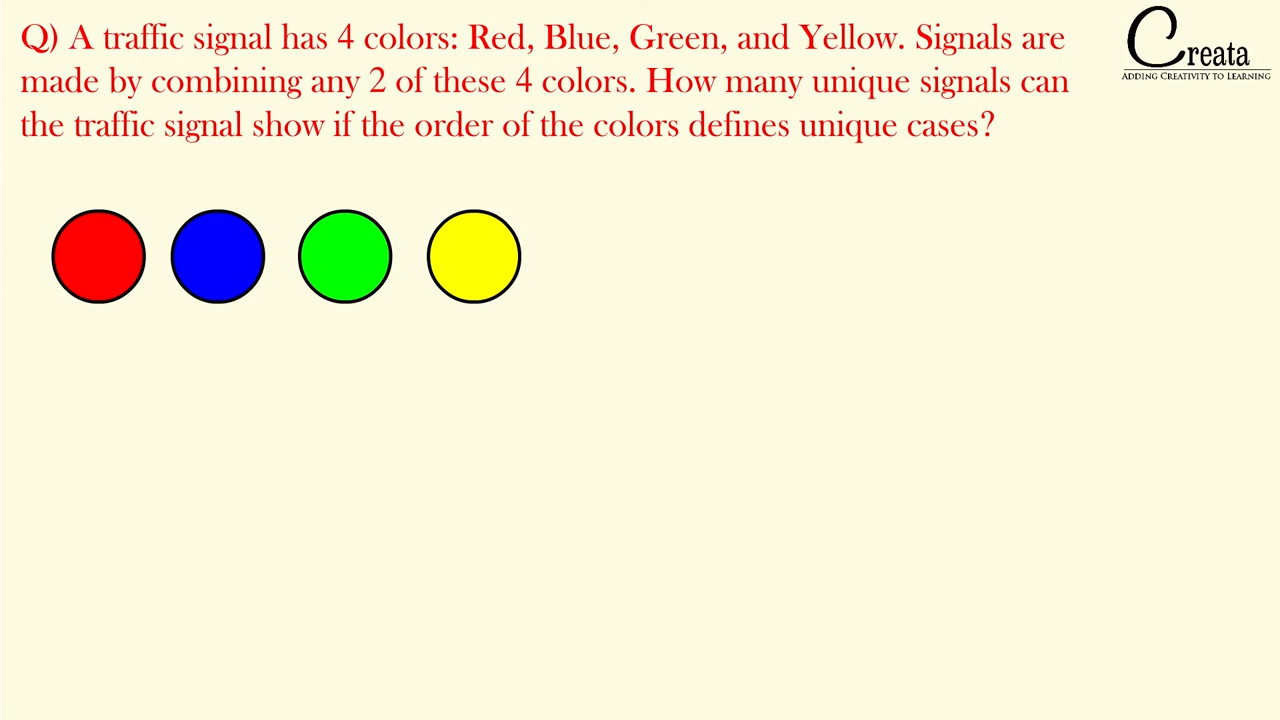 Q) A traffic signal has 4 colors: Red, Blue, Green, and Yellow. Signals are
made by combining any 2 of these 4 colors. How many unique signals can
the traffic signal show if the order of the colors defines unique cases?
Creata
ADDING CREATIVITY TO LEARNING